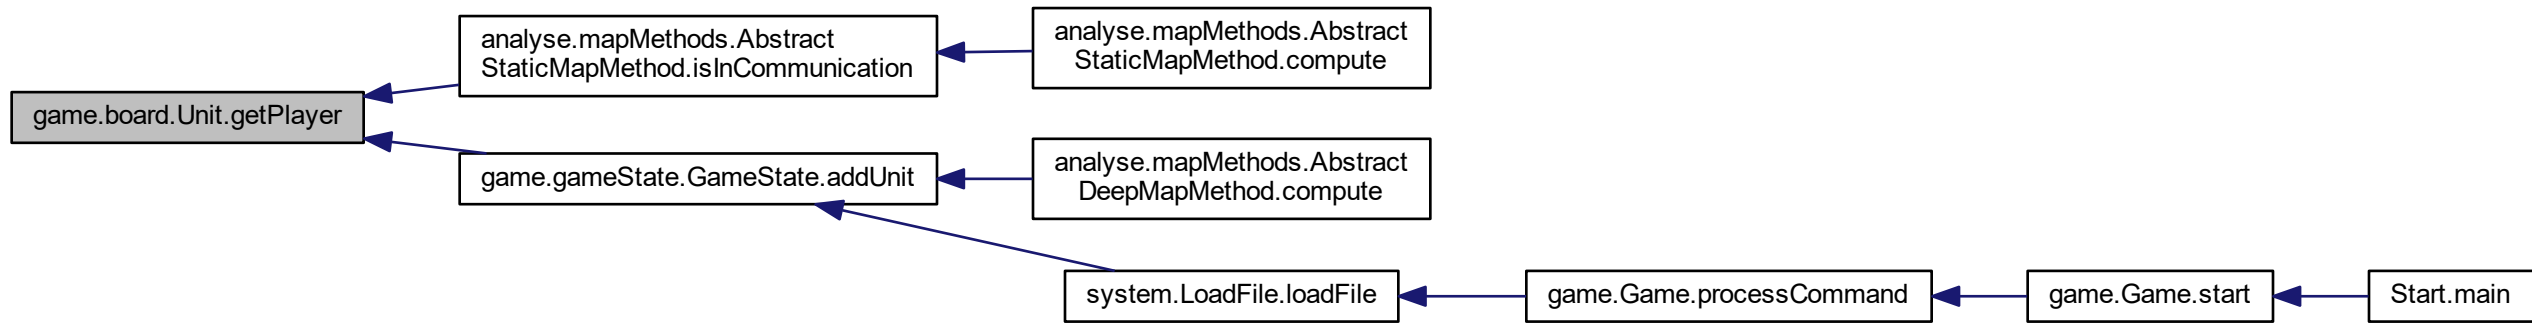 game.board.Unit.getPlayer
analyse.mapMethods.Abstract
StaticMapMethod.isInCommunication
analyse.mapMethods.Abstract
StaticMapMethod.compute
game.gameState.GameState.addUnit
analyse.mapMethods.Abstract
DeepMapMethod.compute
system.LoadFile.loadFile
game.Game.processCommand
game.Game.start
Start.main